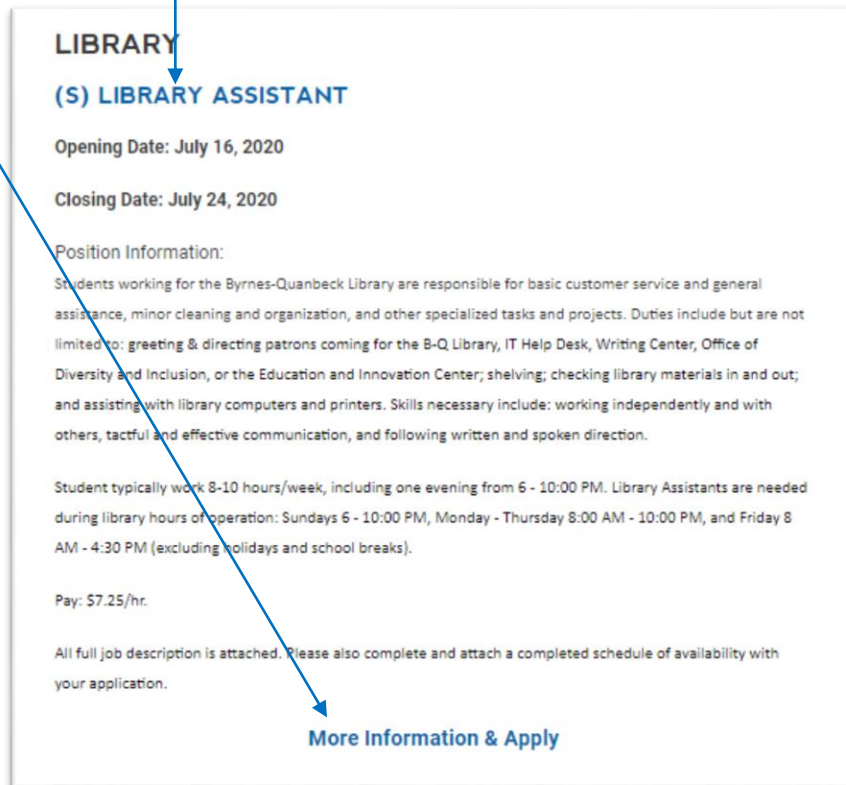 LIBRARY
(S) LIBRARY ASSISTANT
Opening Date: July 16, 2020
Closing Date: July 24, 2020
Position Information:
Students working for the Byrnes-Quanbeck Library are responsible for basic customer service and general
assistance, minor cleaning and organization, and other specialized tasks and projects. Duties include but are not
limited to: greeting & directing patrons coming for the B-Q Library, IT Help Desk, Writing Center, Office of
Diversity and Inclusion, or the Education and Innovation Center; shelving; checking library materials in and out;
and assisting with library computers and printers. Skills necessary include: working independently and with
others, tactful and effective communication, and following written and spoken direction.
Student typically work 8-10 hours/week, including one evening from 6 - 10:00 PM. Library Assistants are needed
during library hours of operation: Sundays 6 - 10:00 PM, Monday - Thursday 8:00 AM - 10:00 PM, and Friday 8
AM - 4:30 PM (excluding holidays and school breaks).
Pay: $7.25/hr.
All full job description is attached. Please also complete and attach a completed schedule of availability with
your application.
More Information & Apply